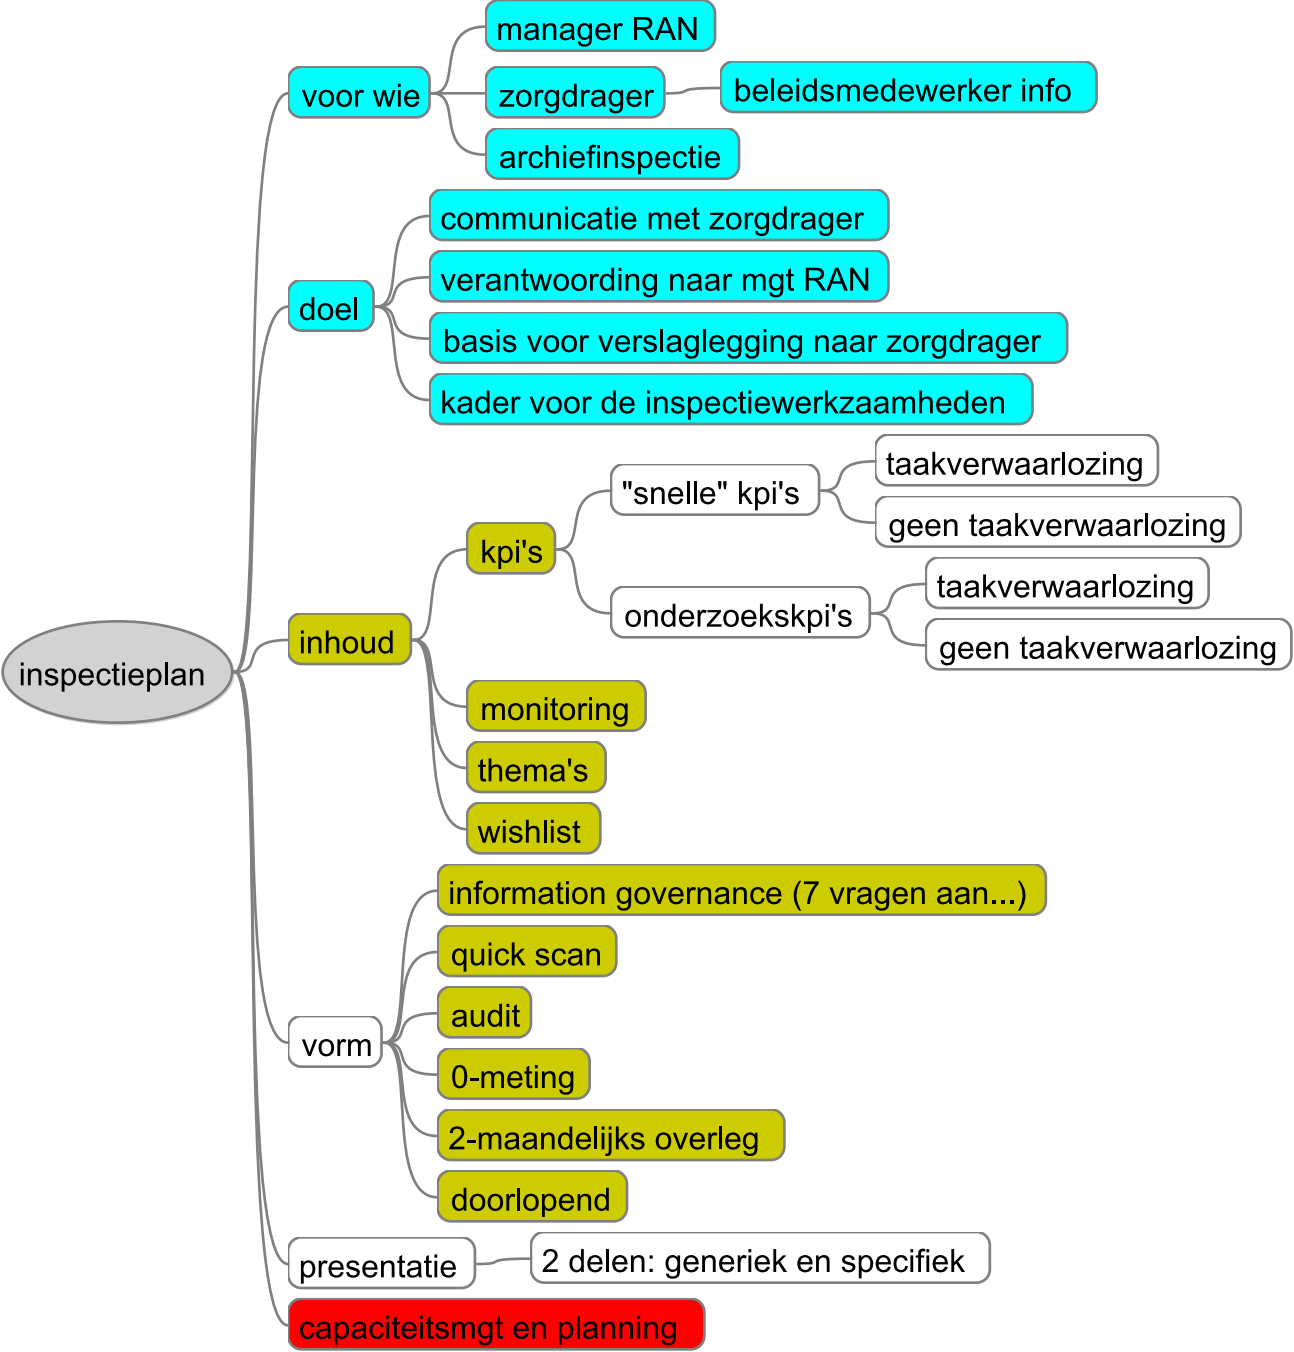 inspectieplan
voor wie
manager RAN
zorgdrager
beleidsmedewerker info
archiefinspectie
doel
communicatie met zorgdrager
verantwoording naar mgt RAN
basis voor verslaglegging naar zorgdrager
kader voor de inspectiewerkzaamheden
inhoud
kpi's
"snelle" kpi's
taakverwaarlozing
geen taakverwaarlozing
onderzoekskpi's
taakverwaarlozing
geen taakverwaarlozing
monitoring
thema's
wishlist
vorm
information governance (7 vragen aan...)
quick scan
audit
0-meting
2-maandelijks overleg
doorlopend
presentatie
2 delen: generiek en specifiek
capaciteitsmgt en planning